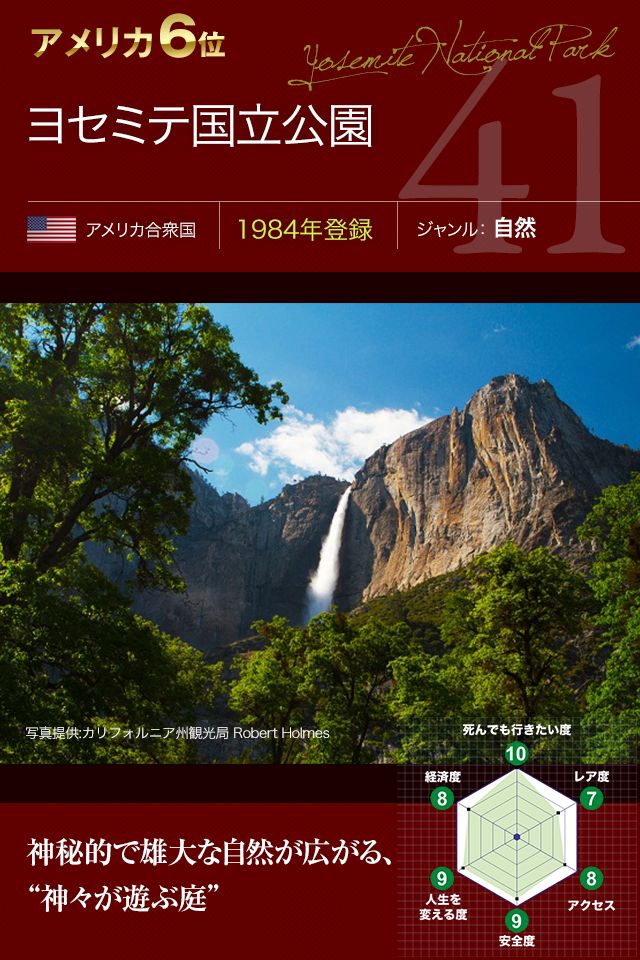 アメリカ6位
Yosemite National Park
41
ヨセミテ国立公園
アメリカ合衆国
1984年登録
ジャンル：自然
写真提供:カリフォルニア州観光局 Robert Holmes
死んでも行きたい度
10
経済度
8
レア度
7
9
人生を
変える度
8
アクセス
9
安全度
神秘的で雄大な自然が広がる、
“神々が遊ぶ庭”